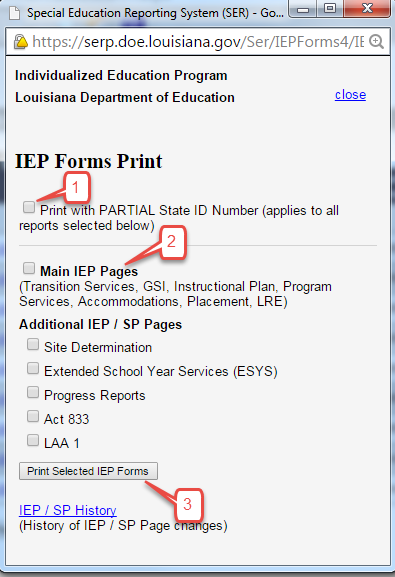 Special Education Reporting System (SER) - Go...
https://serp.doe.louisiana.gov/Ser/IEPForms4/IE
Individualized Education Program
Louisiana Department of Education
close
IEP Forms Print
1
Print with PARTIAL State ID Number (applies to all
reports selected below)
2
Main IEP Pages
(Transition Services, GSI, Instructional Plan, Program
Services, Accommodations, Placement, LRE)
Additional IEP / SP Pages
Site Determination
Extended School Year Services (ESYS)
Progress Reports
Act 833
LAA 1
Print Selected IEP Forms
3
IEP / SP History
(History of IEP / SP Page changes)